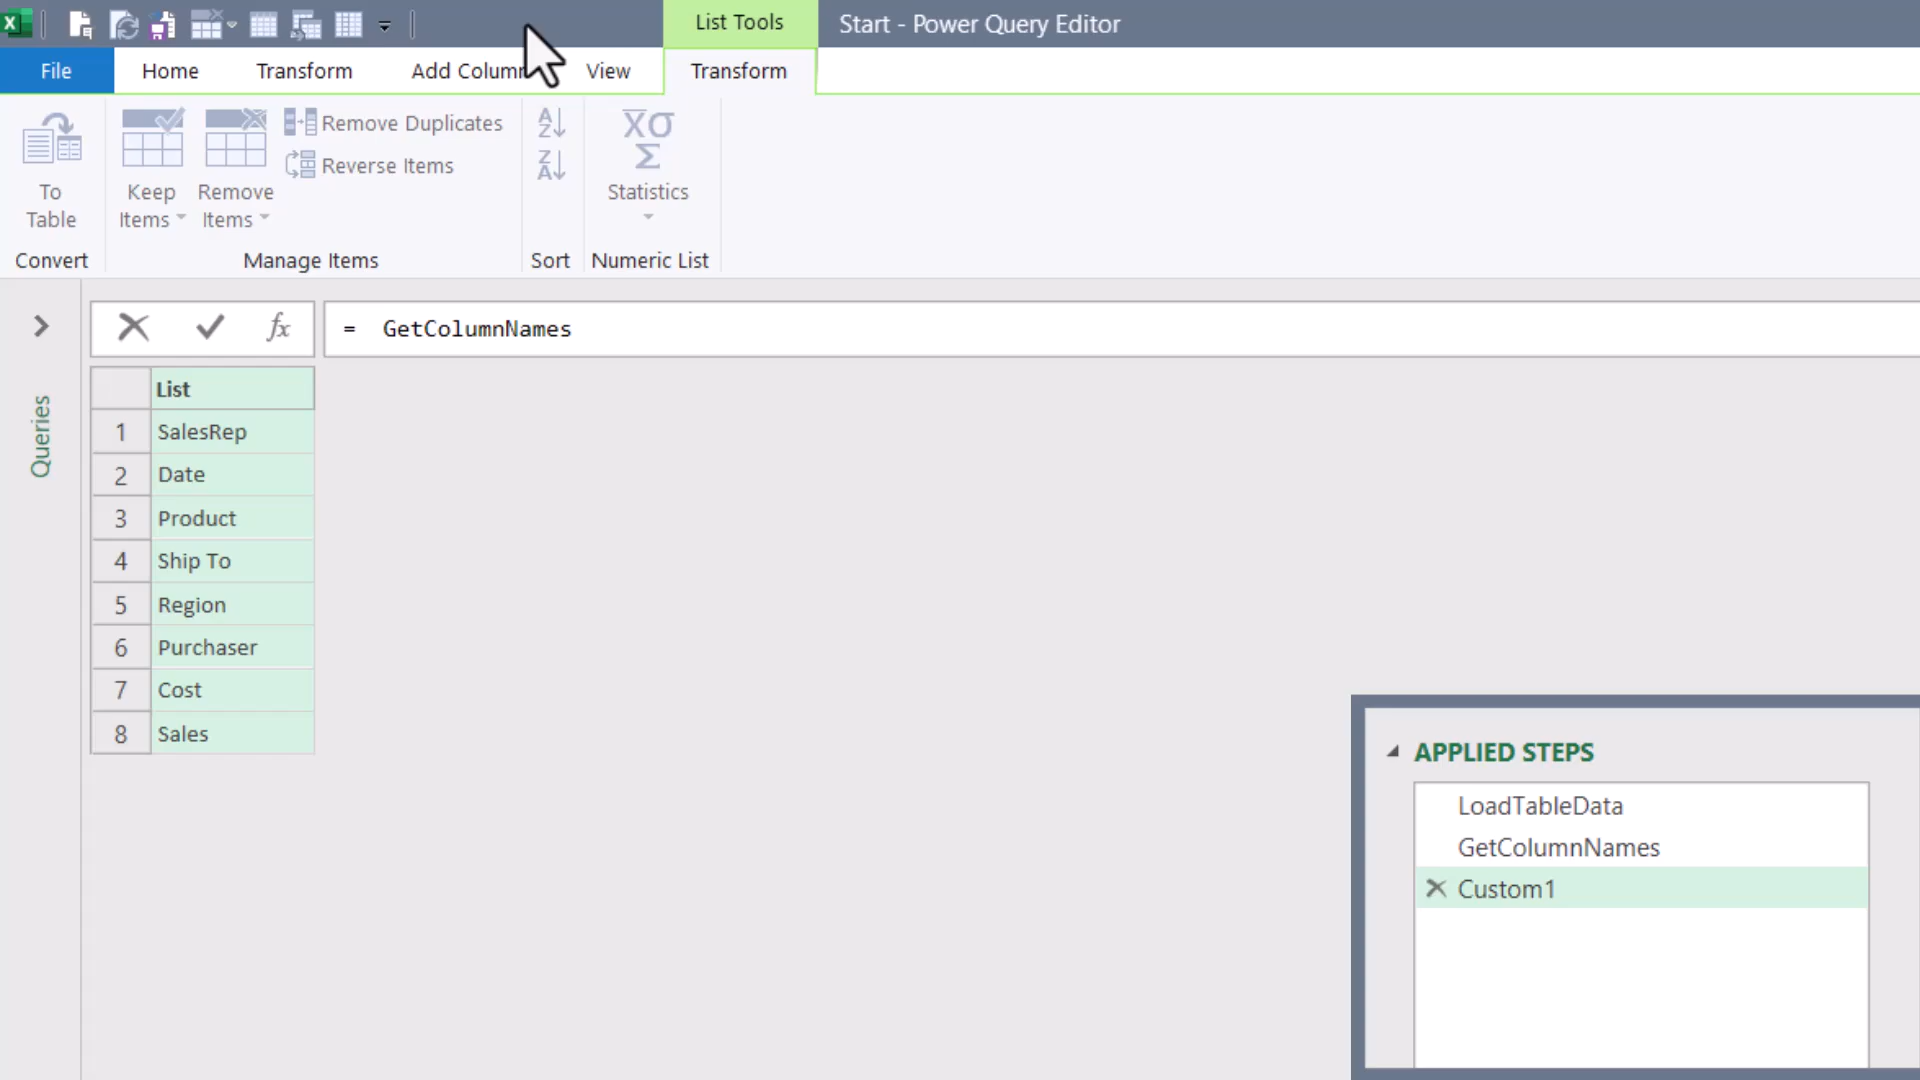 List Tools
Start - Power Query Editor
File
Home
Transform
Add Column
View
Transform
To Table
Keep Items
Remove Items
Remove Duplicates
Reverse Items
A Z
Z A
X̄σ
Σ
Statistics
Convert
Manage Items
Sort
Numeric List
Queries
fx
= GetColumnNames
List
1 SalesRep
2 Date
3 Product
4 Ship To
5 Region
6 Purchaser
7 Cost
8 Sales
APPLIED STEPS
LoadTableData
GetColumnNames
Custom1